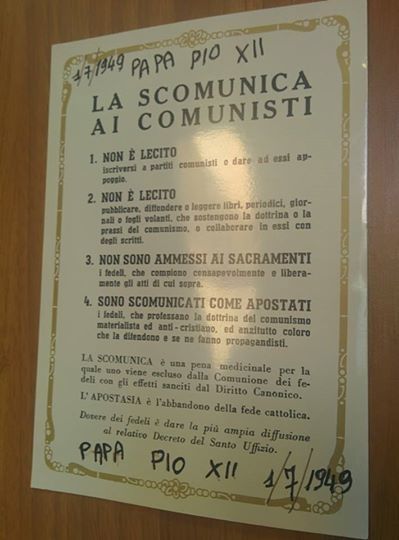 1/7/1949 PAPA PIO XII
LA SCOMUNICA
AI COMUNISTI
1. NON È LECITO
iscriversi a partiti comunisti o dare ad essi ap-
poggio.
2. NON È LECITO
pubblicare, diffondere o leggere libri, periodici, gior-
nali o fogli volanti, che sostengono la dottrina o la
prassi del comunismo, o collaborare in essi con
degli scritti.
3. NON SONO AMMESSI AI SACRAMENTI
i fedeli, che compiono consapevolmente e libera-
mente gli atti di cui sopra.
4. SONO SCOMUNICATI COME APOSTATI
i fedeli, che professano la dottrina del comunismo
materialista ed anti-cristiano, ed anzitutto coloro
che la difendono e se ne fanno propagandisti.
LA SCOMUNICA è una pena medicinale per la
quale uno viene escluso dalla Comunione dei fe-
deli con gli effetti sanciti dal Diritto Canonico.
L'APOSTASIA è l'abbandono della fede cattolica.
Dovere dei fedeli è dare la più ampia diffusione
al relativo Decreto del Santo Uffizio.
PAPA PIO XII 1/7/1949